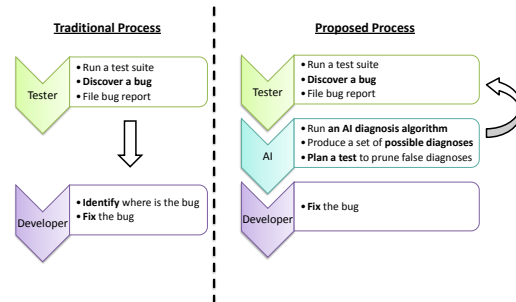 Traditional Process
Tester
• Run a test suite
• Discover a bug
• File bug report
Developer
• Identify where is the bug
• Fix the bug
Proposed Process
Tester
• Run a test suite
• Discover a bug
• File bug report
AI
• Run an AI diagnosis algorithm
• Produce a set of possible diagnoses
• Plan a test to prune false diagnoses
Developer
• Fix the bug